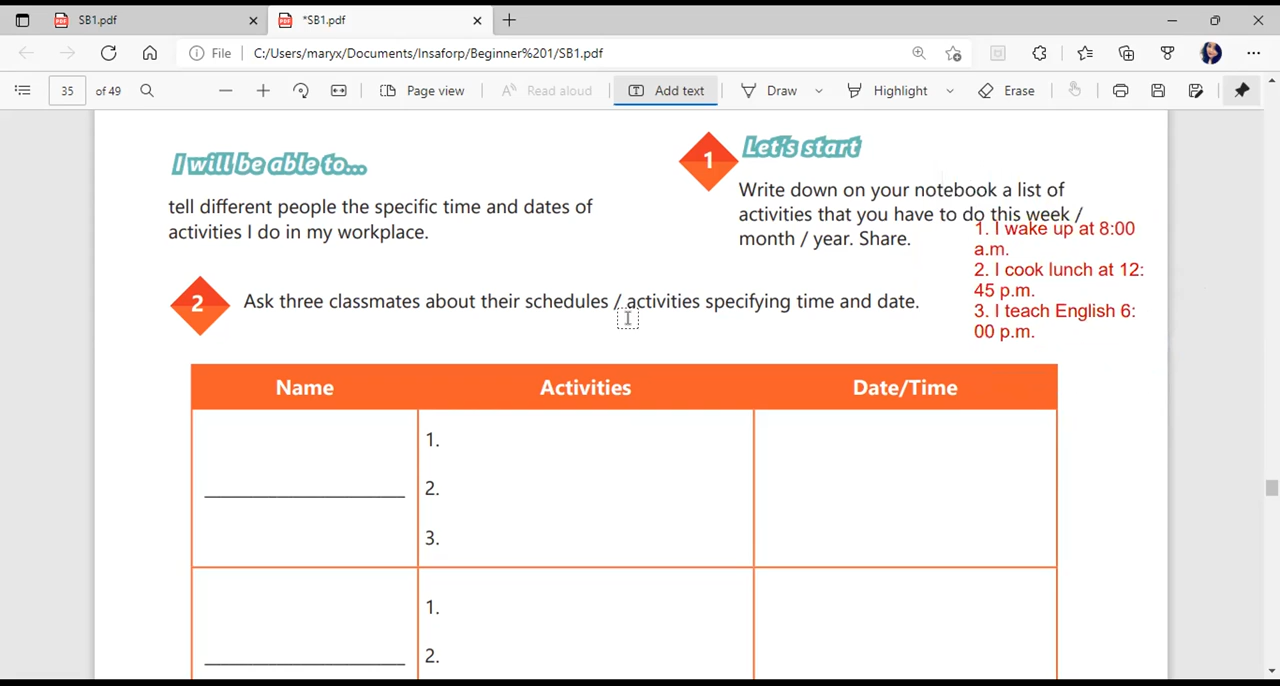 SB1.pdf
*SB1.pdf
File
C:/Users/maryx/Documents/Insaforp/Beginner%201/SB1.pdf
35 of 49
Page view
Read aloud
Add text
Draw
Highlight
Erase
I will be able to...
tell different people the specific time and dates of
activities I do in my workplace.
1
Let's start
Write down on your notebook a list of
activities that you have to do this week /
month / year. Share.
1. I wake up at 8:00
a.m.
2. I cook lunch at 12:
45 p.m.
3. I teach English 6:
00 p.m.
2
Ask three classmates about their schedules / activities specifying time and date.
Name Activities Date/Time
1.
2.
3.
1.
2.